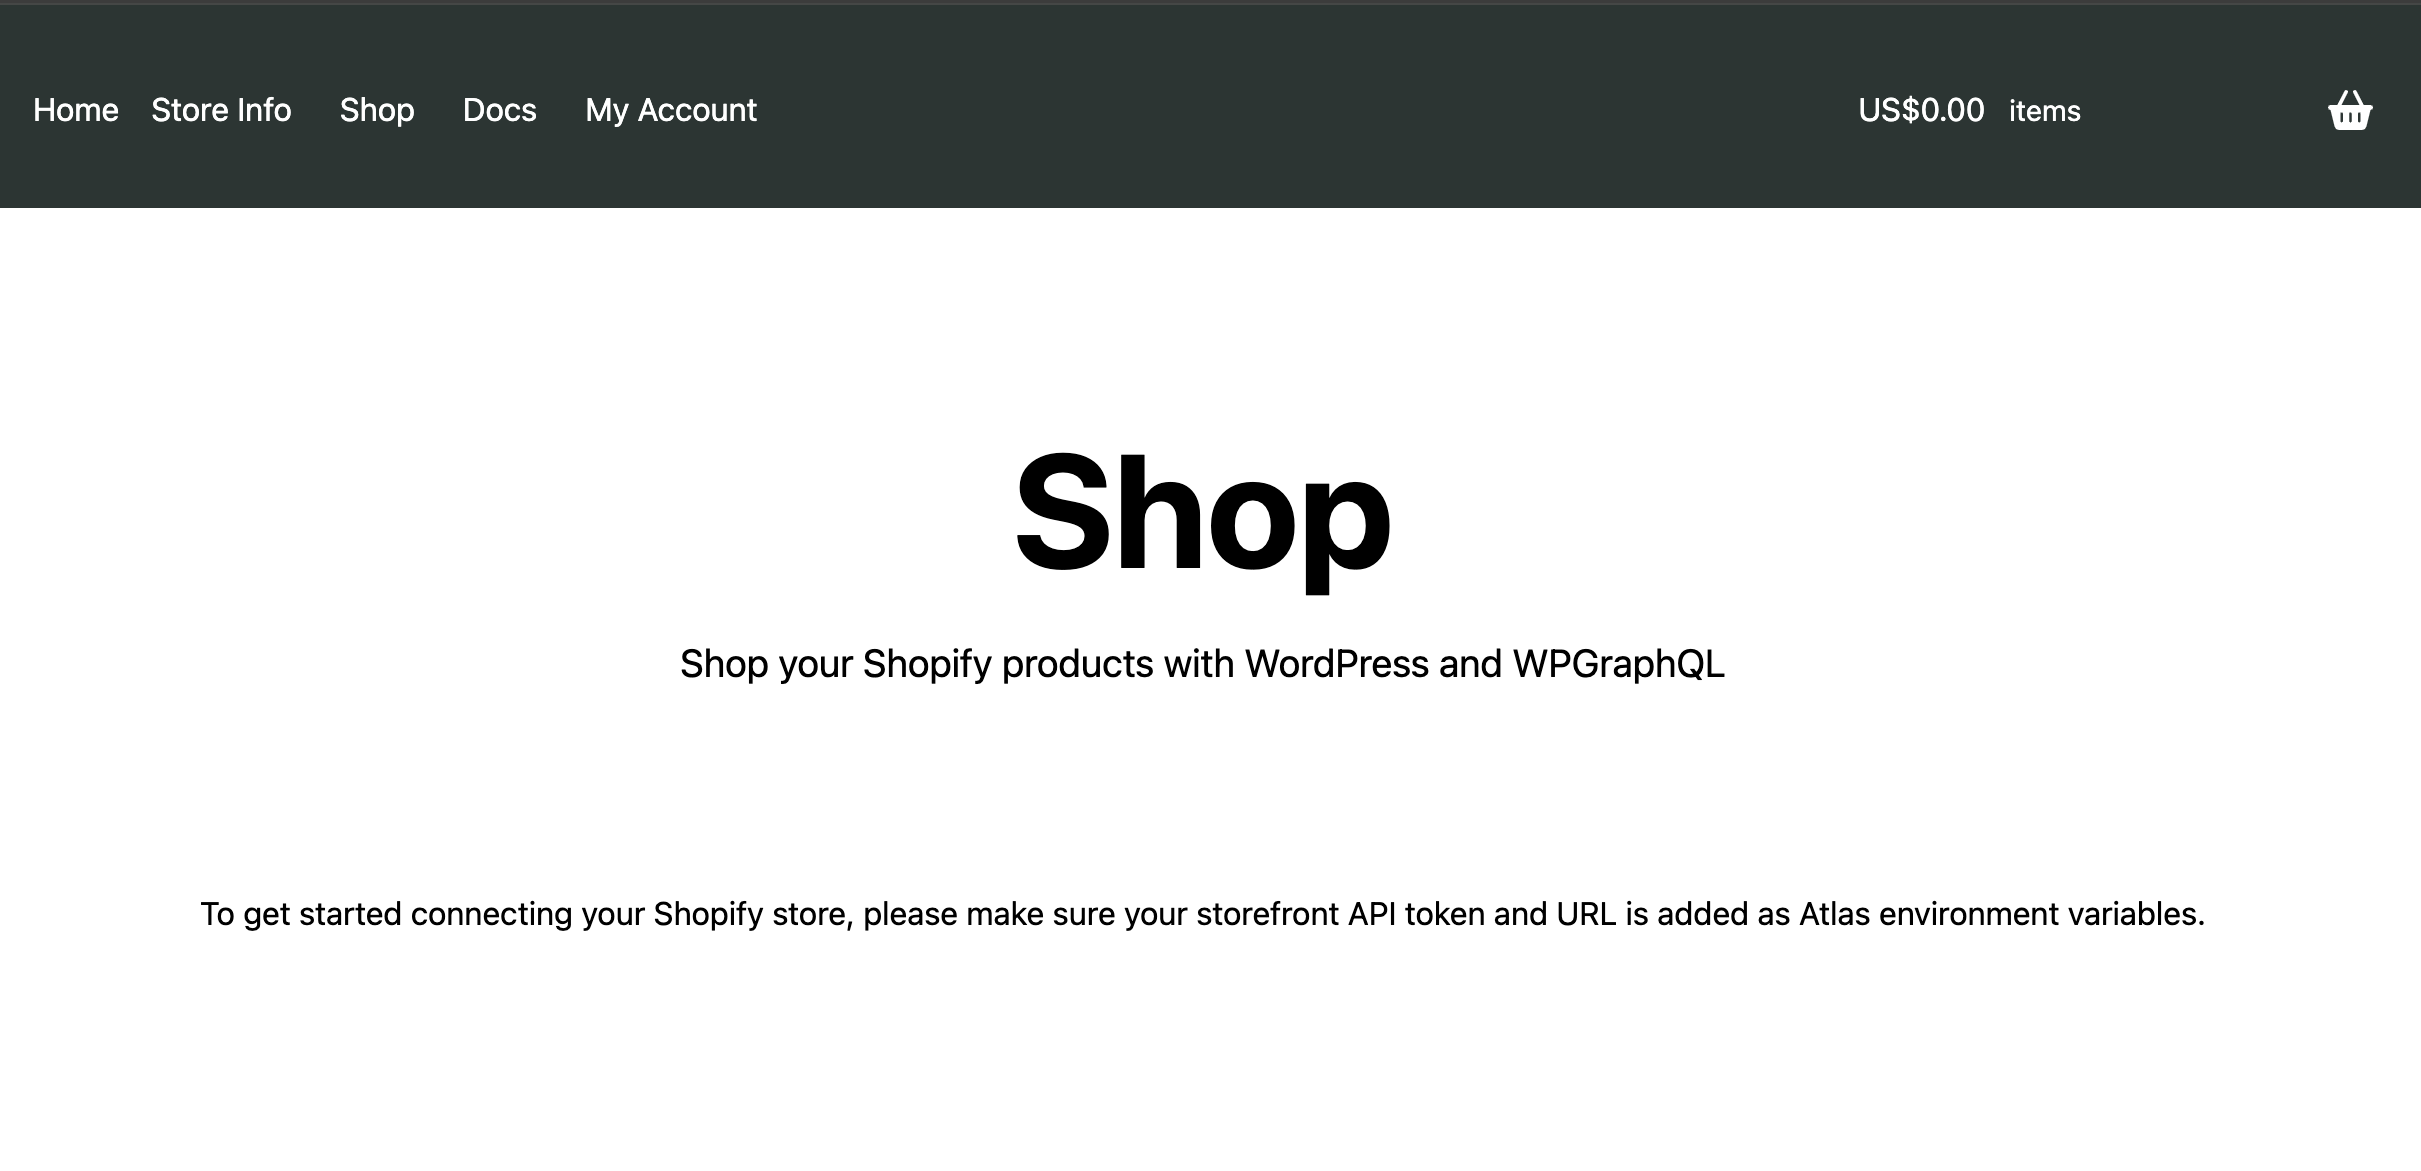 Home Store Info Shop Docs My Account US$0.00 items
Shop
Shop your Shopify products with WordPress and WPGraphQL
To get started connecting your Shopify store, please make sure your storefront API token and URL is added as Atlas environment variables.